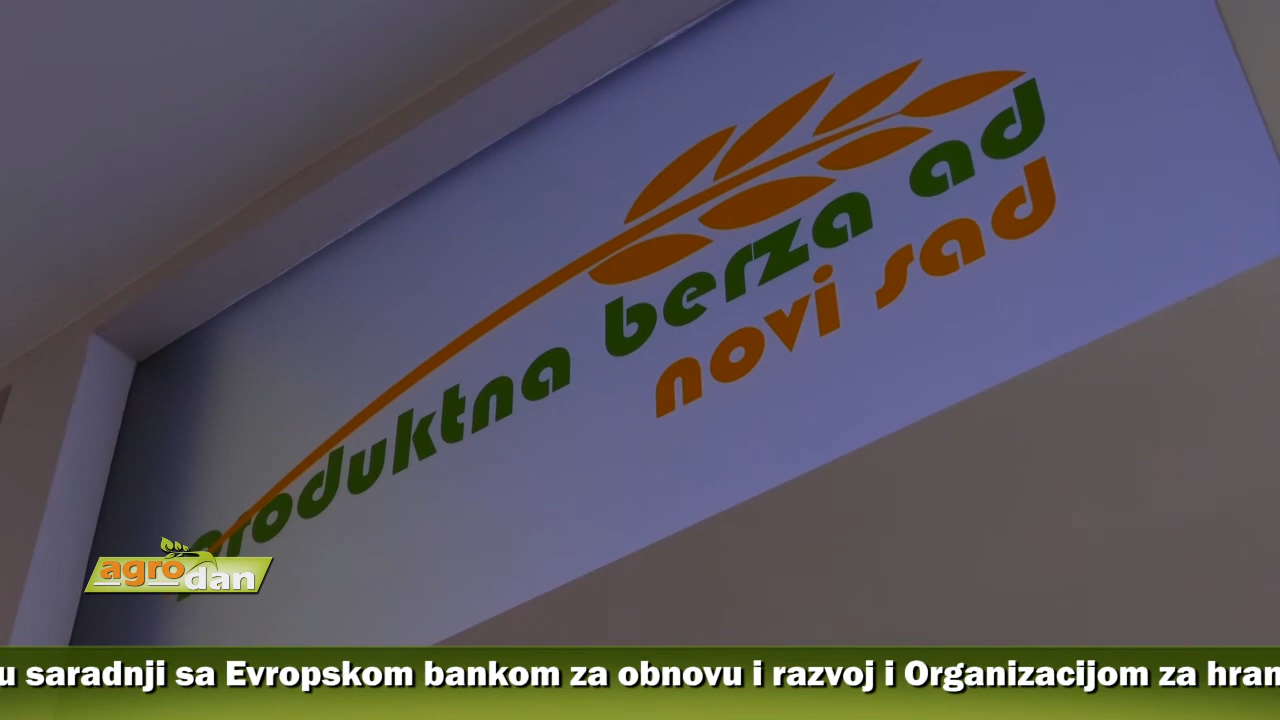 produktna berza ad
novi sad
agro
dan
u saradnji sa Evropskom bankom za obnovu i razvoj i Organizacijom za hran